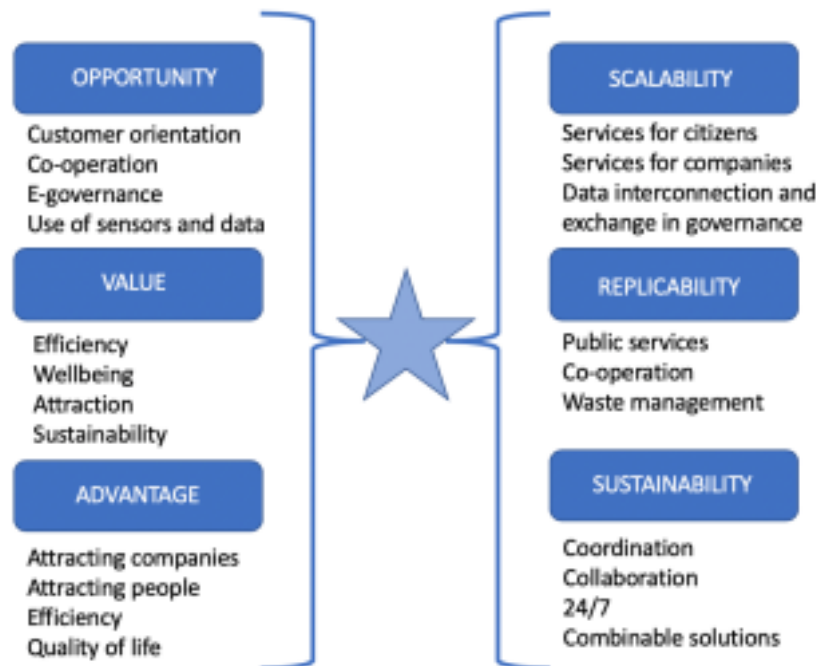 OPPORTUNITY
Customer orientation
Co-operation
E-governance
Use of sensors and data
VALUE
Efficiency
Wellbeing
Attraction
Sustainability
ADVANTAGE
Attracting companies
Attracting people
Efficiency
Quality of life
SCALABILITY
Services for citizens
Services for companies
Data interconnection and
exchange in governance
REPLICABILITY
Public services
Co-operation
Waste management
SUSTAINABILITY
Coordination
Collaboration
24/7
Combinable solutions